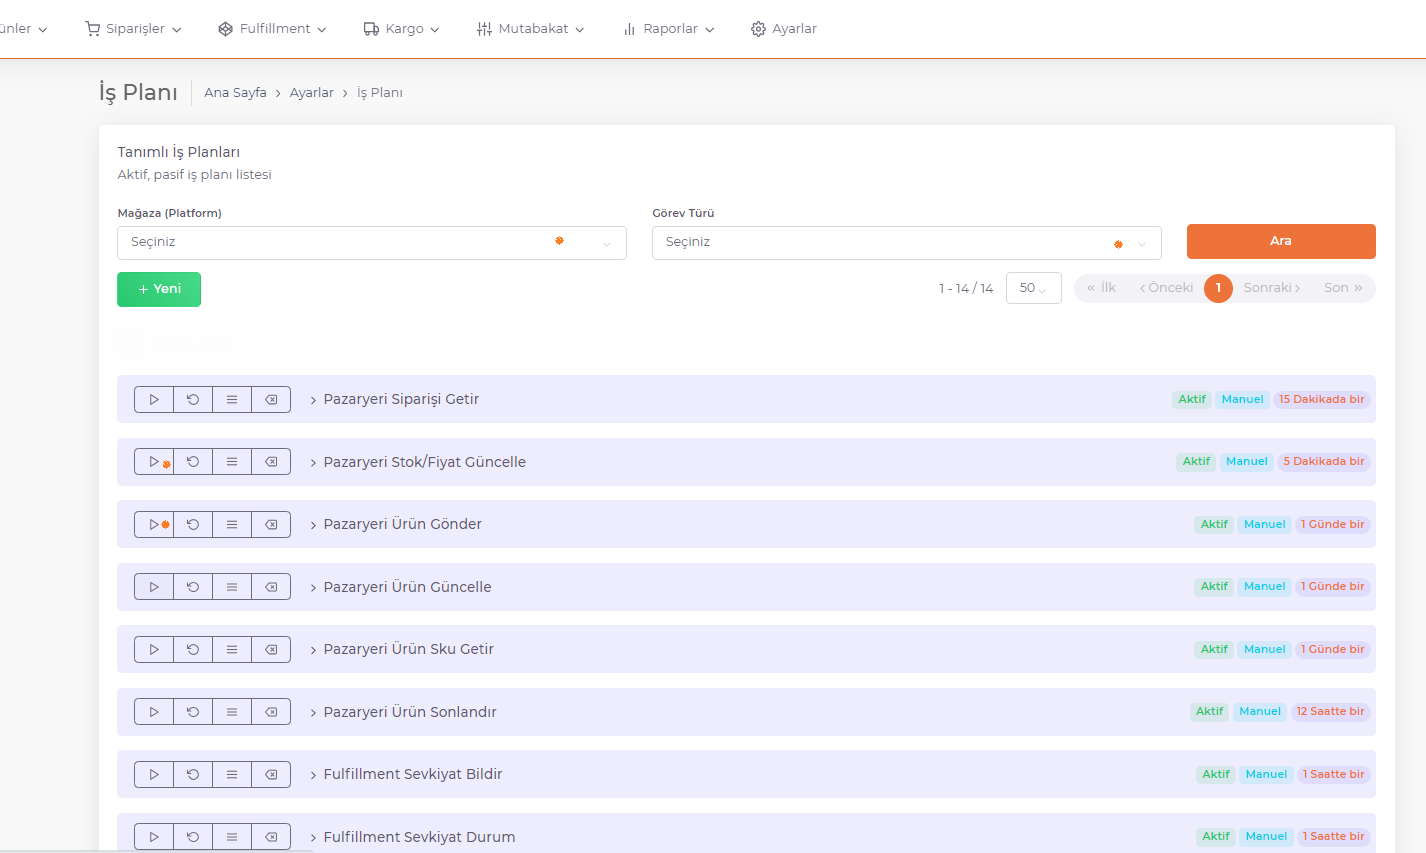 Siparişler Fulfillment Kargo Mutabakat Raporlar Ayarlar
İş Planı Ana Sayfa > Ayarlar > İş Planı
Tanımlı İş Planları
Aktif, pasif iş planı listesi
Mağaza (Platform) Görev Türü
Seçiniz Seçiniz Ara
+ Yeni 1 - 14 / 14 50 « İlk ‹ Önceki 1 Sonraki › Son »
> Pazaryeri Siparişi Getir Aktif Manuel 15 Dakikada bir
> Pazaryeri Stok/Fiyat Güncelle Aktif Manuel 5 Dakikada bir
> Pazaryeri Ürün Gönder Aktif Manuel 1 Günde bir
> Pazaryeri Ürün Güncelle Aktif Manuel 1 Günde bir
> Pazaryeri Ürün Sku Getir Aktif Manuel 1 Günde bir
> Pazaryeri Ürün Sonlandır Aktif Manuel 12 Saatte bir
> Fulfillment Sevkiyat Bildir Aktif Manuel 1 Saatte bir
> Fulfillment Sevkiyat Durum Aktif Manuel 1 Saatte bir